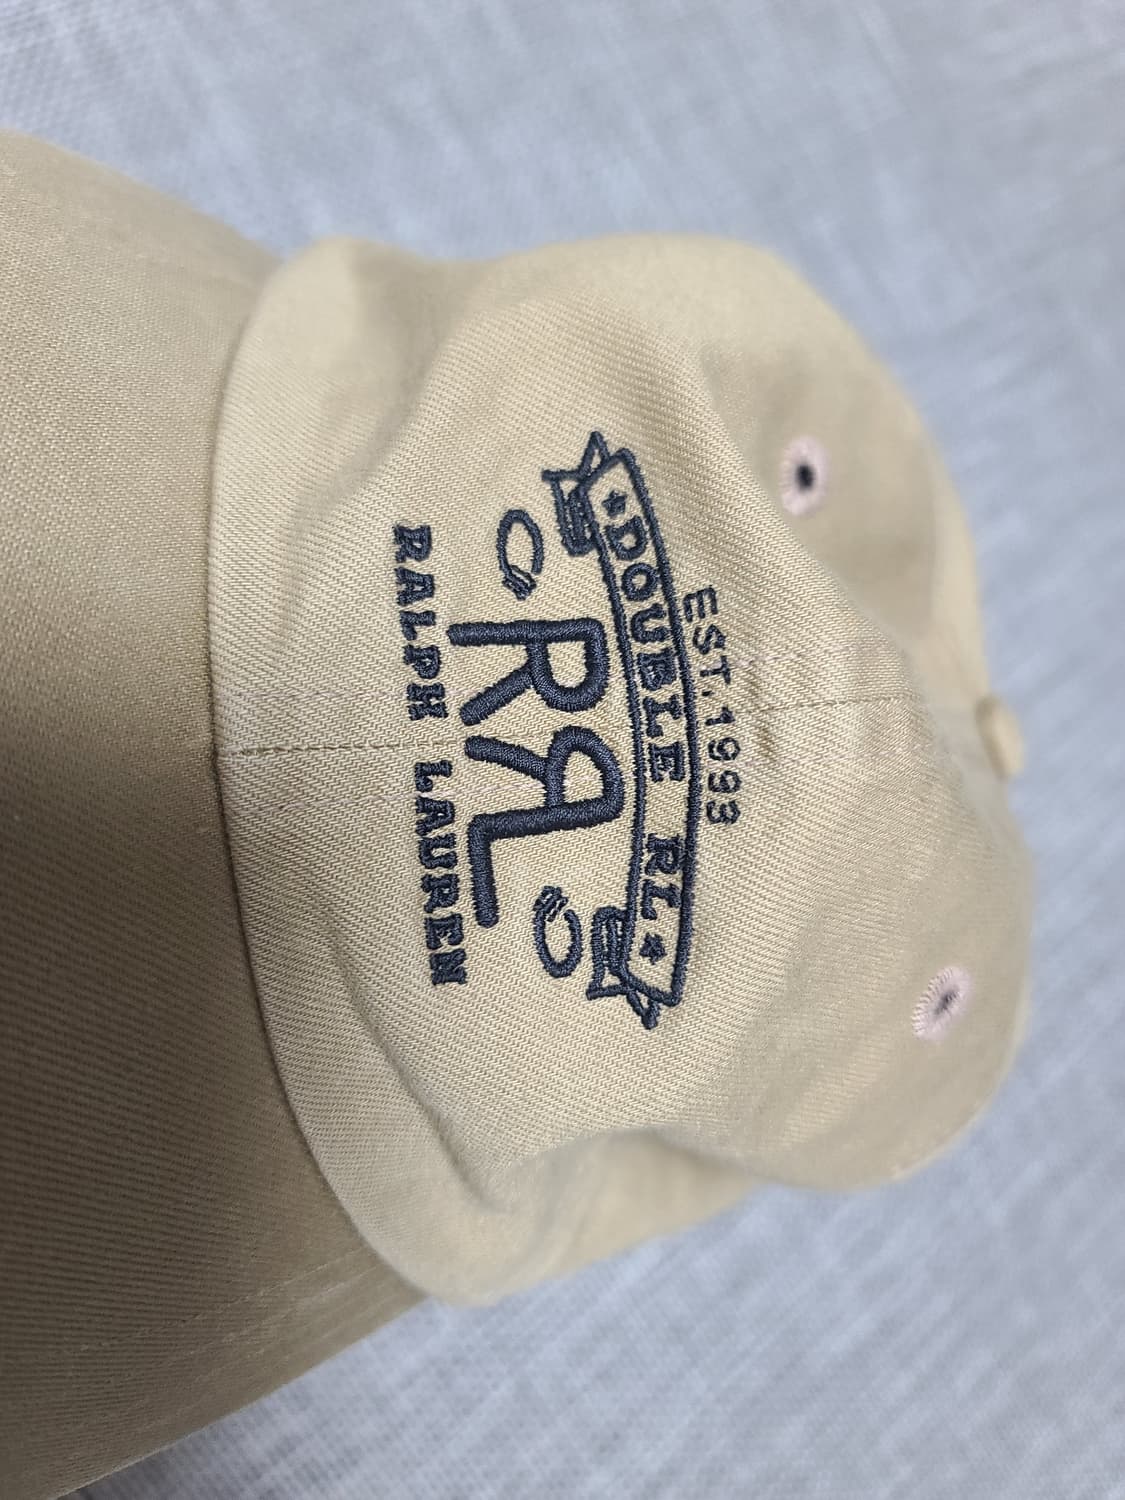 EST. 1993
DOUBLE RL
RRL
RALPH LAUREN